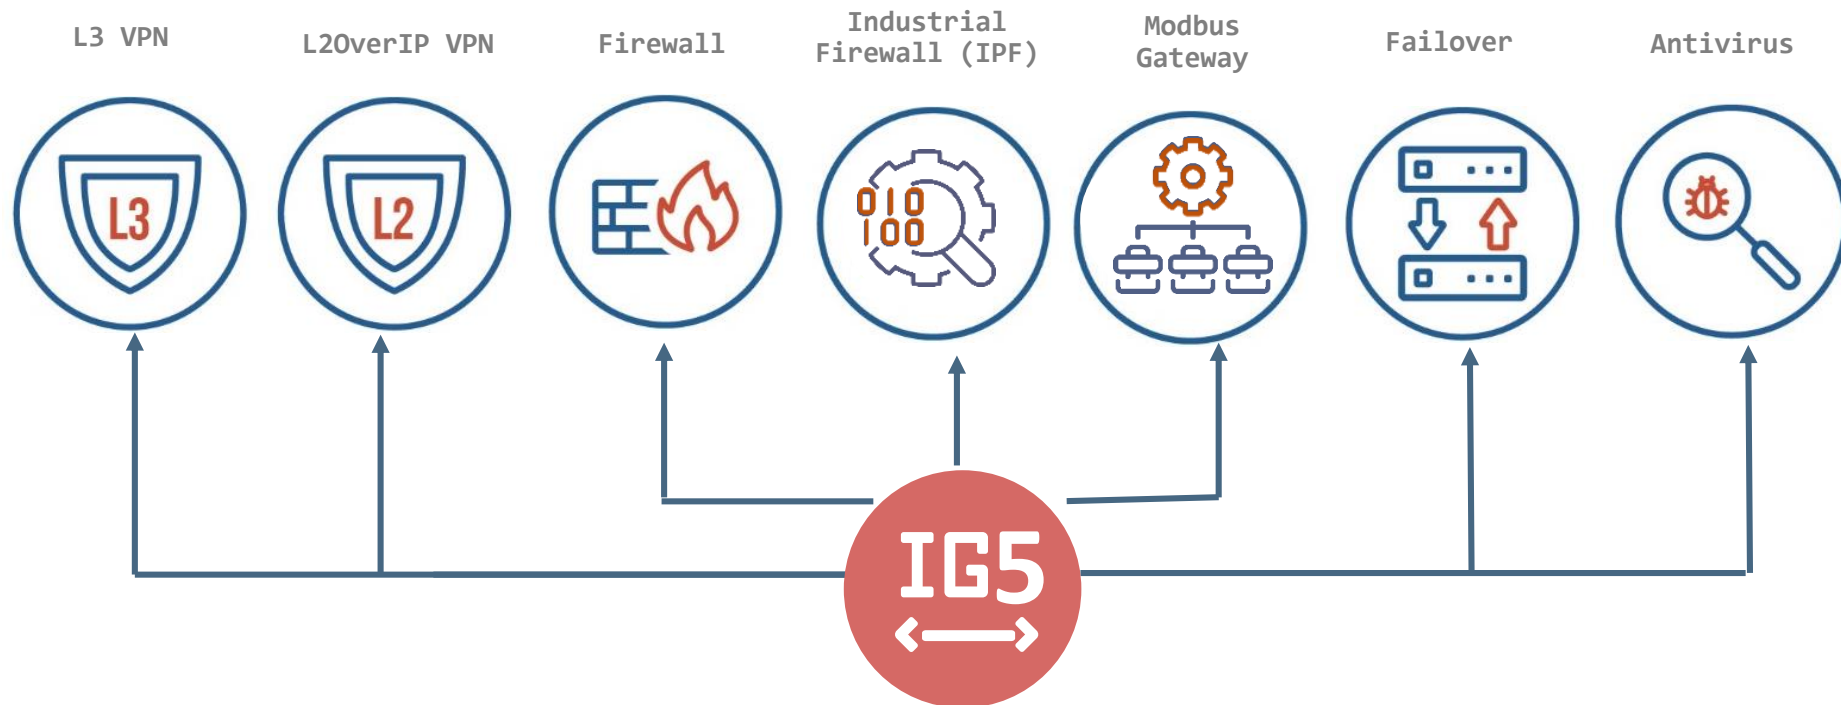 L3 VPN
L2OverIP VPN
Firewall
Industrial
Firewall (IPF)
Modbus
Gateway
Failover
Antivirus
L3
L2
010
100
IG5